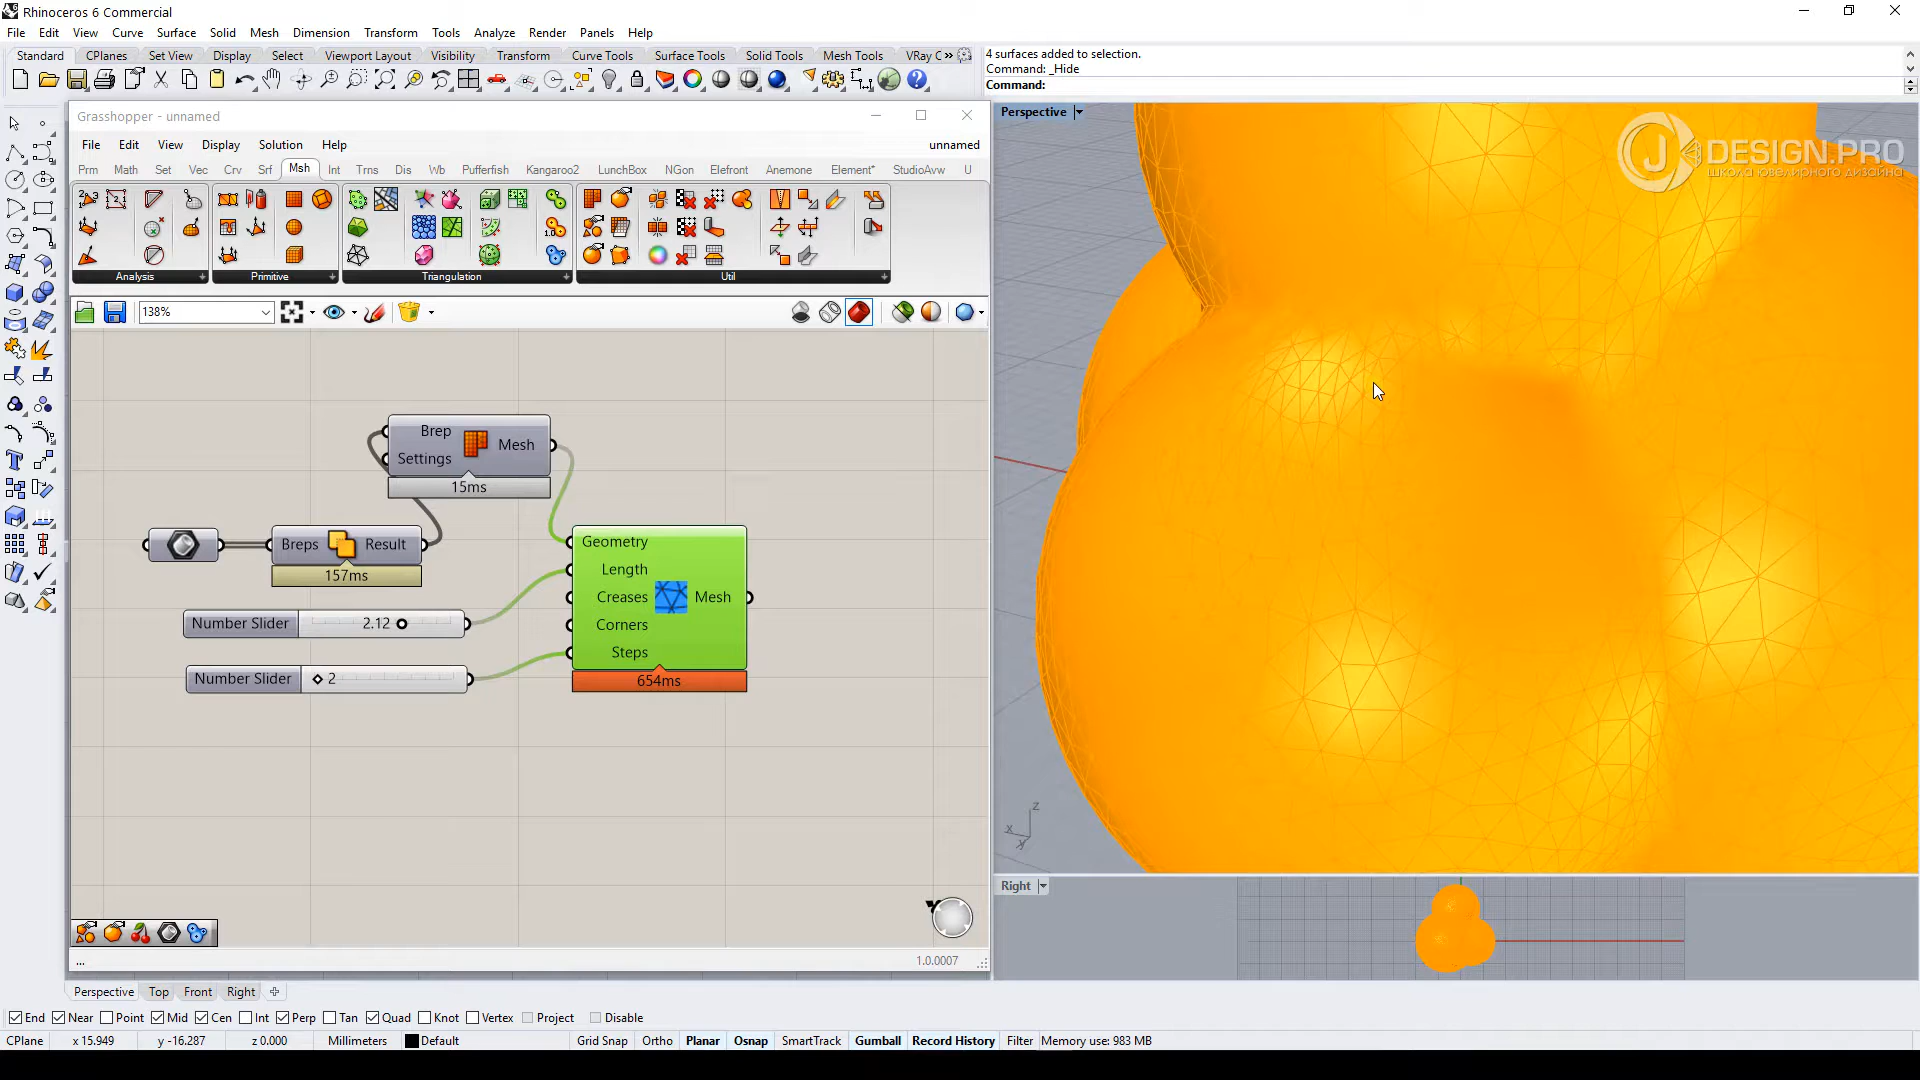 Rhinoceros 6 Commercial
File Edit View Curve Surface Solid Mesh Dimension Transform Tools Analyze Render Panels Help
Standard CPlanes Set View Display Select Viewport Layout Visibility Transform Curve Tools Surface Tools Solid Tools Mesh Tools VRay C
4 surfaces added to selection.
Command: _Hide
Command:
Grasshopper - unnamed
File Edit View Display Solution Help unnamed
Prm Math Set Vec Crv Srf Msh Int Trns Dis Wb Pufferfish Kangaroo2 LunchBox NGon Elefront Anemone Element* StudioAvw U
Analysis Primitive Triangulation Util
138%
Brep Mesh
Settings
15ms
Breps Result
157ms
Number Slider 2.12
Number Slider 2
Geometry
Length
Creases Mesh
Corners
Steps
654ms
... 1.0.0007
Perspective
J DESIGN.PRO
школа ювелирного дизайна
z
x
y
Right
Perspective Top Front Right
End Near Point Mid Cen Int Perp Tan Quad Knot Vertex Project Disable
CPlane x 15.949 y -16.287 z 0.000 Millimeters Default Grid Snap Ortho Planar Osnap SmartTrack Gumball Record History Filter Memory use: 983 MB